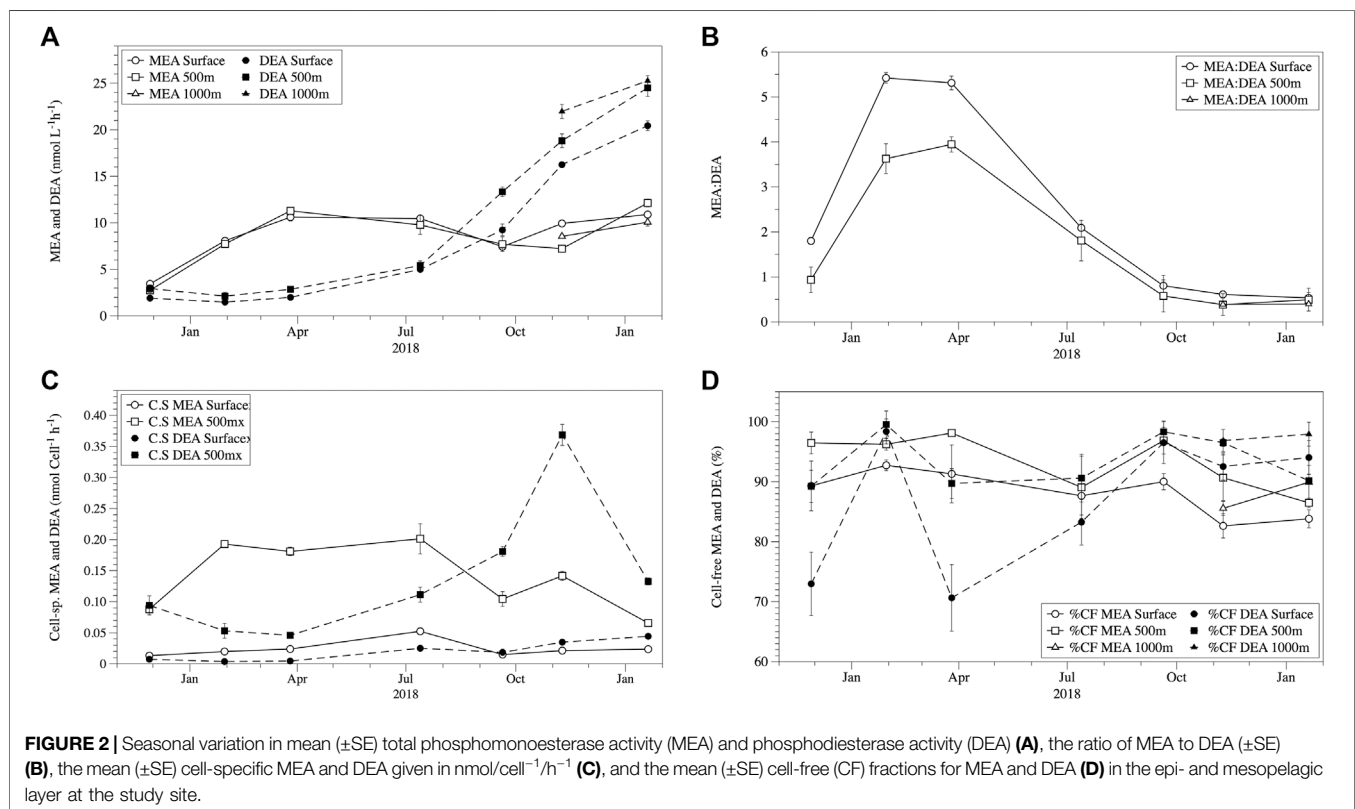 A
MEA Surface
MEA 500m
MEA 1000m
DEA Surface
DEA 500m
DEA 1000m
MEA and DEA (nmol L⁻¹h⁻¹)
25
20
15
10
5
0
Jan
Apr
Jul
Oct
Jan
2018
B
MEA:DEA Surface
MEA:DEA 500m
MEA:DEA 1000m
MEA:DEA
6
5
4
3
2
1
0
Jan
Apr
Jul
Oct
Jan
2018
C
C.S MEA Surface
C.S MEA 500mx
C.S DEA Surface
C.S DEA 500mx
Cell-sp. MEA and DEA (nmol Cell⁻¹ h⁻¹)
0.40
0.35
0.30
0.25
0.20
0.15
0.10
0.05
0
Jan
Apr
Jul
Oct
Jan
2018
D
Cell-free MEA and DEA (%)
100
90
80
70
60
%CF MEA Surface
%CF MEA 500m
%CF MEA 1000m
%CF DEA Surface
%CF DEA 500m
%CF DEA 1000m
Jan
Apr
Jul
Oct
Jan
2018
FIGURE 2 | Seasonal variation in mean (±SE) total phosphomonoesterase activity (MEA) and phosphodiesterase activity (DEA) (A), the ratio of MEA to DEA (±SE)
(B), the mean (±SE) cell-specific MEA and DEA given in nmol/cell⁻¹/h⁻¹ (C), and the mean (±SE) cell-free (CF) fractions for MEA and DEA (D) in the epi- and mesopelagic
layer at the study site.